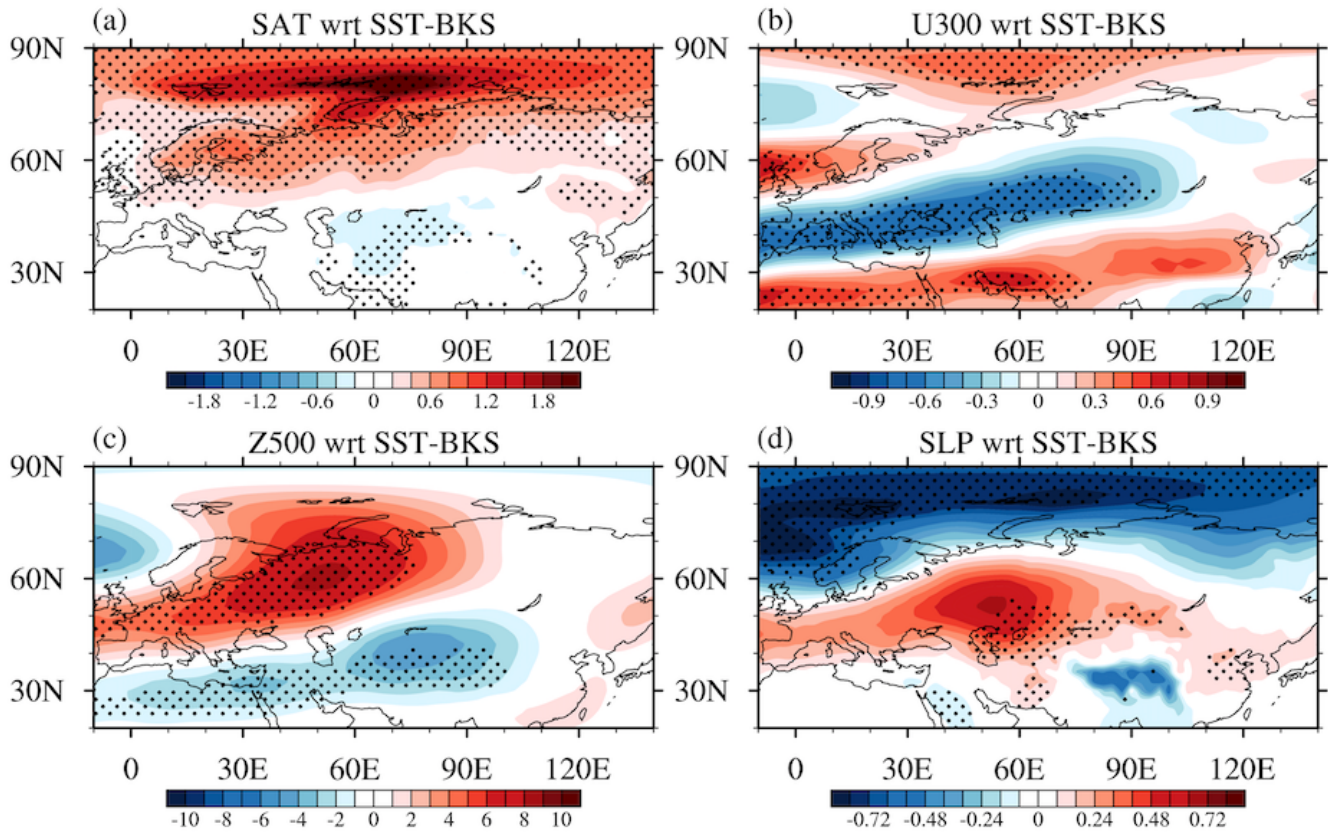 (a) SAT wrt SST-BKS
90N
60N
30N
0 30E 60E 90E 120E
-1.8 -1.2 -0.6 0 0.6 1.2 1.8
(b) U300 wrt SST-BKS
90N
60N
30N
0 30E 60E 90E 120E
-0.9 -0.6 -0.3 0 0.3 0.6 0.9
(c) Z500 wrt SST-BKS
90N
60N
30N
0 30E 60E 90E 120E
-10 -8 -6 -4 -2 0 2 4 6 8 10
(d) SLP wrt SST-BKS
90N
60N
30N
0 30E 60E 90E 120E
-0.72 -0.48 -0.24 0 0.24 0.48 0.72